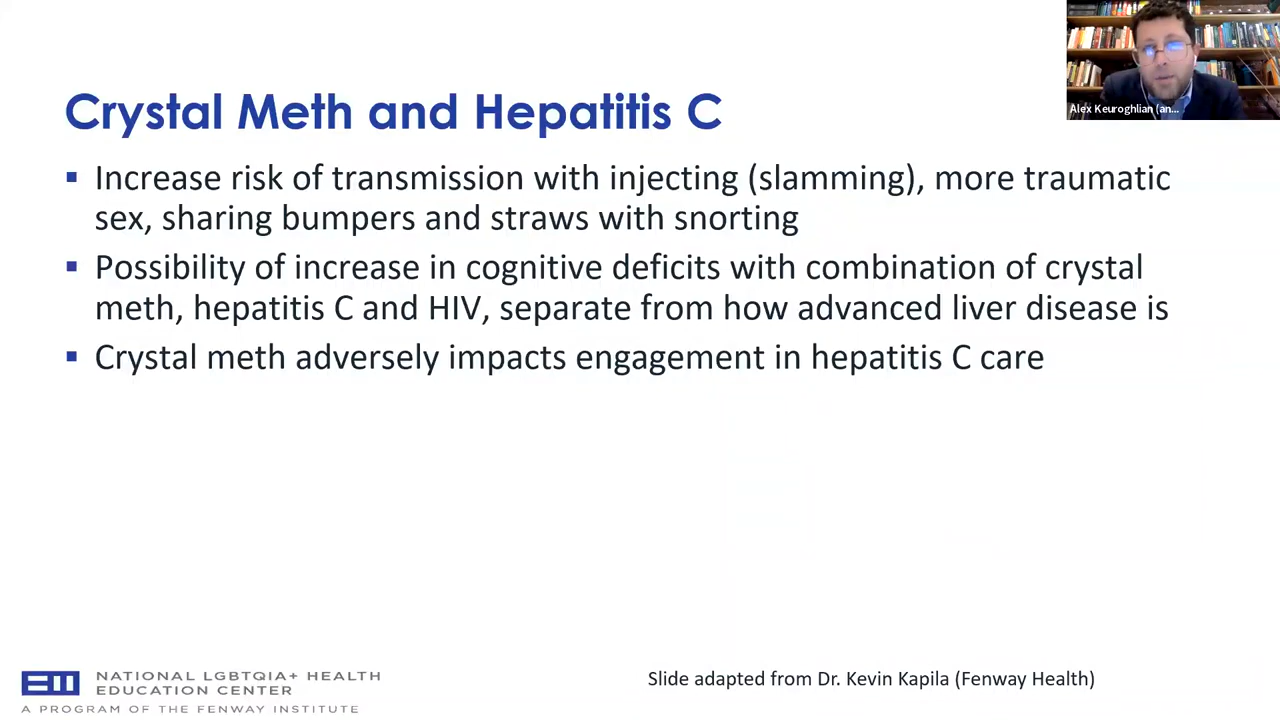 Alex Keuroghlian (an...
Crystal Meth and Hepatitis C
▪ Increase risk of transmission with injecting (slamming), more traumatic
sex, sharing bumpers and straws with snorting
▪ Possibility of increase in cognitive deficits with combination of crystal
meth, hepatitis C and HIV, separate from how advanced liver disease is
▪ Crystal meth adversely impacts engagement in hepatitis C care
NATIONAL LGBTQIA+ HEALTH
EDUCATION CENTER
A PROGRAM OF THE FENWAY INSTITUTE
Slide adapted from Dr. Kevin Kapila (Fenway Health)